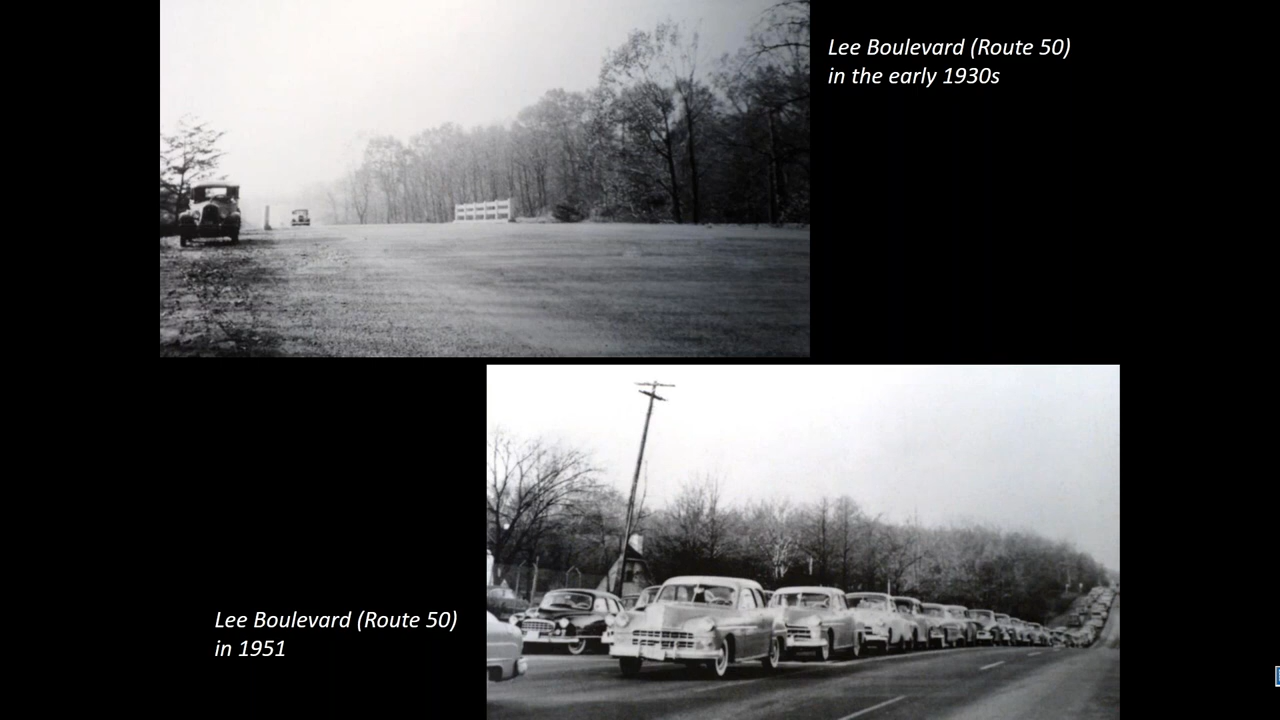 Lee Boulevard (Route 50)
in the early 1930s
Lee Boulevard (Route 50)
in 1951